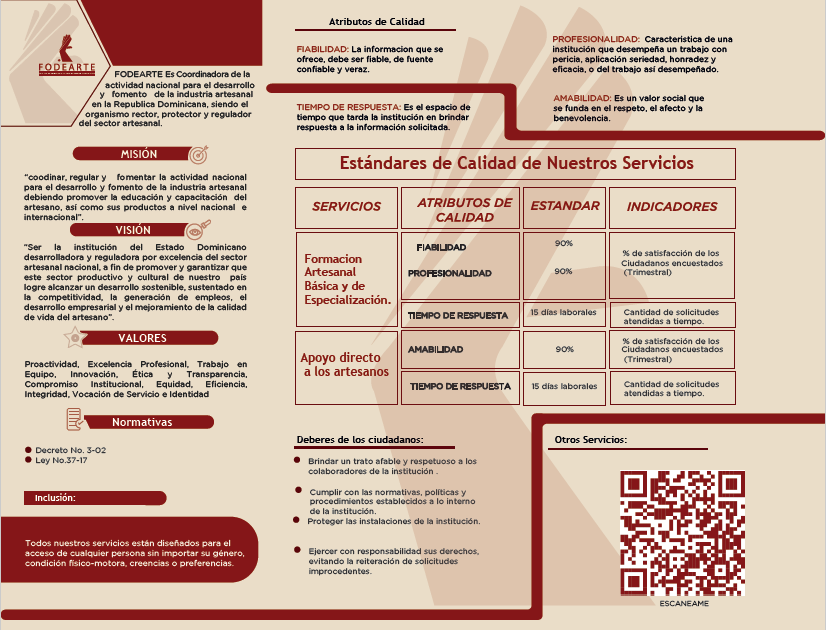 FODEARTE
FODEARTE Es Coordinadora de la
actividad nacional para el desarrollo
y fomento de la industria artesanal
en la Republica Dominicana, siendo el
organismo rector, protector y regulador
del sector artesanal.
MISIÓN
“coodinar, regular y fomentar la actividad nacional
para el desarrollo y fomento de la industria artesanal
debiendo promover la educación y capacitación del
artesano, así como sus productos a nivel nacional e
internacional”.
VISIÓN
“Ser la institución del Estado Dominicano
desarrolladora y reguladora por excelencia del sector
artesanal nacional, a fin de promover y garantizar que
este sector productivo y cultural de nuestro país
logre alcanzar un desarrollo sostenible, sustentado en
la competitividad, la generación de empleos, el
desarrollo empresarial y el mejoramiento de la calidad
de vida del artesano”.
VALORES
Proactividad, Excelencia Profesional, Trabajo en
Equipo, Innovación, Ética y Transparencia,
Compromiso Institucional, Equidad, Eficiencia,
Integridad, Vocación de Servicio e Identidad
Normativas
Decreto No. 3-02
Ley No.37-17
Inclusión:
Todos nuestros servicios están diseñados para el
acceso de cualquier persona sin importar su género,
condición físico-motora, creencias o preferencias.
Atributos de Calidad
FIABILIDAD: La informacion que se
ofrece, debe ser fiable, de fuente
confiable y veraz.
TIEMPO DE RESPUESTA: Es el espacio de
tiempo que tarda la institución en brindar
respuesta a la información solicitada.
PROFESIONALIDAD: Caracteristica de una
institución que desempeña un trabajo con
pericia, aplicación seriedad, honradez y
eficacia, o del trabajo así desempeñado.
AMABILIDAD: Es un valor social que
se funda en el respeto, el afecto y la
benevolencia.
Estándares de Calidad de Nuestros Servicios
SERVICIOS
ATRIBUTOS DE
CALIDAD
ESTANDAR
INDICADORES
Formacion
Artesanal
Básica y de
Especialización.
FIABILIDAD
90%
PROFESIONALIDAD
90%
% de satisfacción de los
Ciudadanos encuestados
(Trimestral)
TIEMPO DE RESPUESTA
15 días laborales
Cantidad de solicitudes
atendidas a tiempo.
Apoyo directo
a los artesanos
AMABILIDAD
90%
% de satisfacción de los
Ciudadanos encuestados
(Trimestral)
TIEMPO DE RESPUESTA
15 días laborales
Cantidad de solicitudes
atendidas a tiempo.
Deberes de los ciudadanos:
Brindar un trato afable y respetuoso a los
colaboradores de la institución .
Cumplir con las normativas, políticas y
procedimientos establecidos a lo interno
de la institución.
Proteger las instalaciones de la institución.
Ejercer con responsabilidad sus derechos,
evitando la reiteración de solicitudes
improcedentes.
Otros Servicios:
ESCANEAME